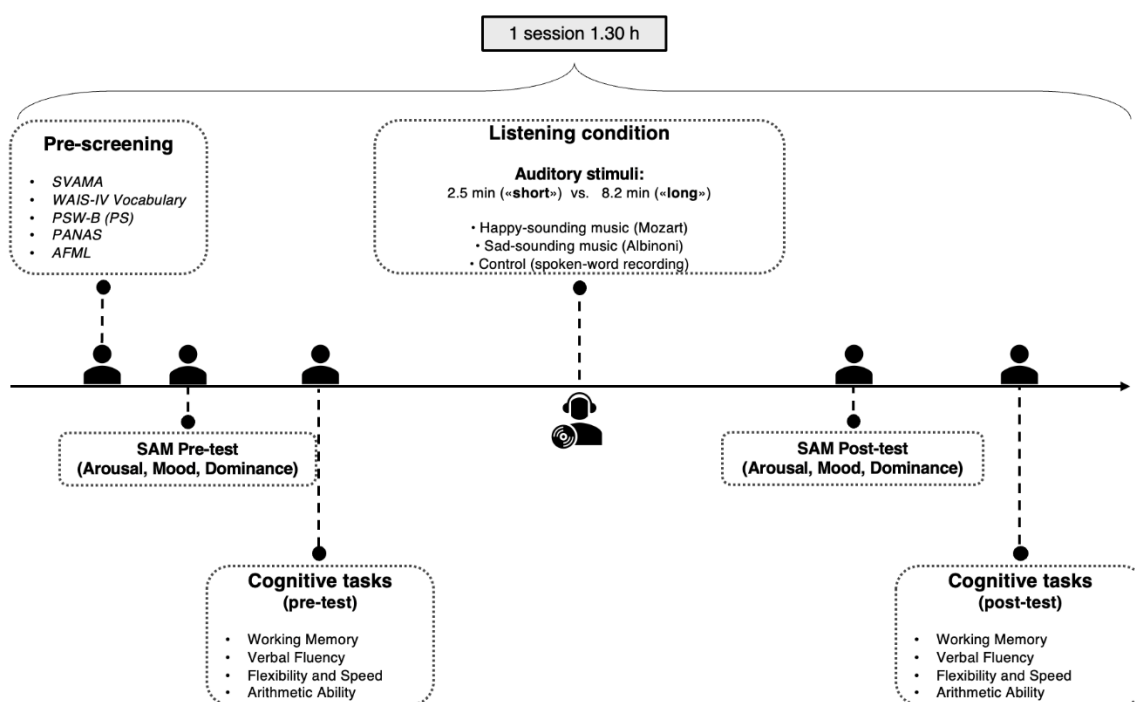 1 session 1.30 h
Pre-screening
• SVAMA
• WAIS-IV Vocabulary
• PSW-B (PS)
• PANAS
• AFML
Listening condition
Auditory stimuli:
2.5 min («short») vs. 8.2 min («long»)
• Happy-sounding music (Mozart)
• Sad-sounding music (Albinoni)
• Control (spoken-word recording)
SAM Pre-test
(Arousal, Mood, Dominance)
SAM Post-test
(Arousal, Mood, Dominance)
Cognitive tasks
(pre-test)
• Working Memory
• Verbal Fluency
• Flexibility and Speed
• Arithmetic Ability
Cognitive tasks
(post-test)
• Working Memory
• Verbal Fluency
• Flexibility and Speed
• Arithmetic Ability